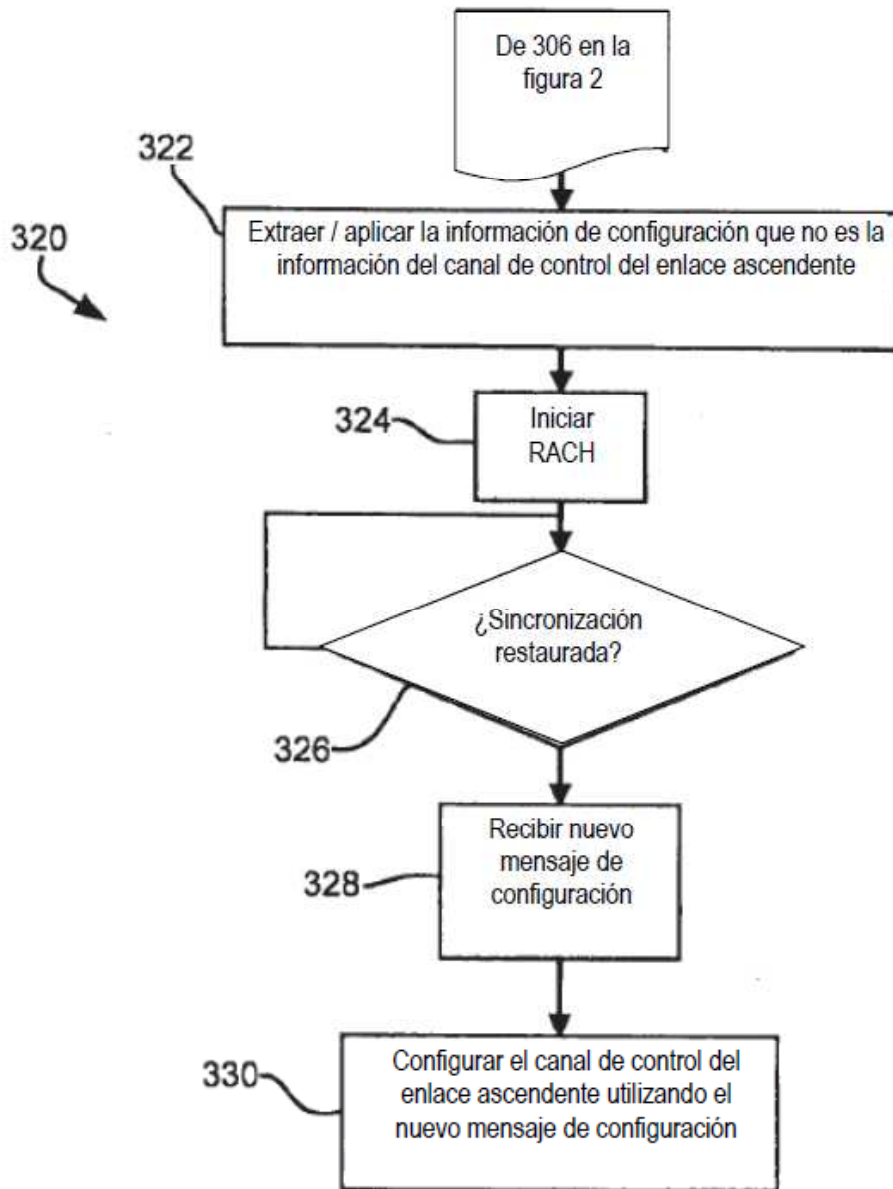 De 306 en la
figura 2
322
320
Extraer / aplicar la información de configuración que no es la
información del canal de control del enlace ascendente
324
Iniciar
RACH
¿Sincronización
restaurada?
326
Recibir nuevo
mensaje de
configuración
328
Configurar el canal de control del
enlace ascendente utilizando el
nuevo mensaje de configuración
330